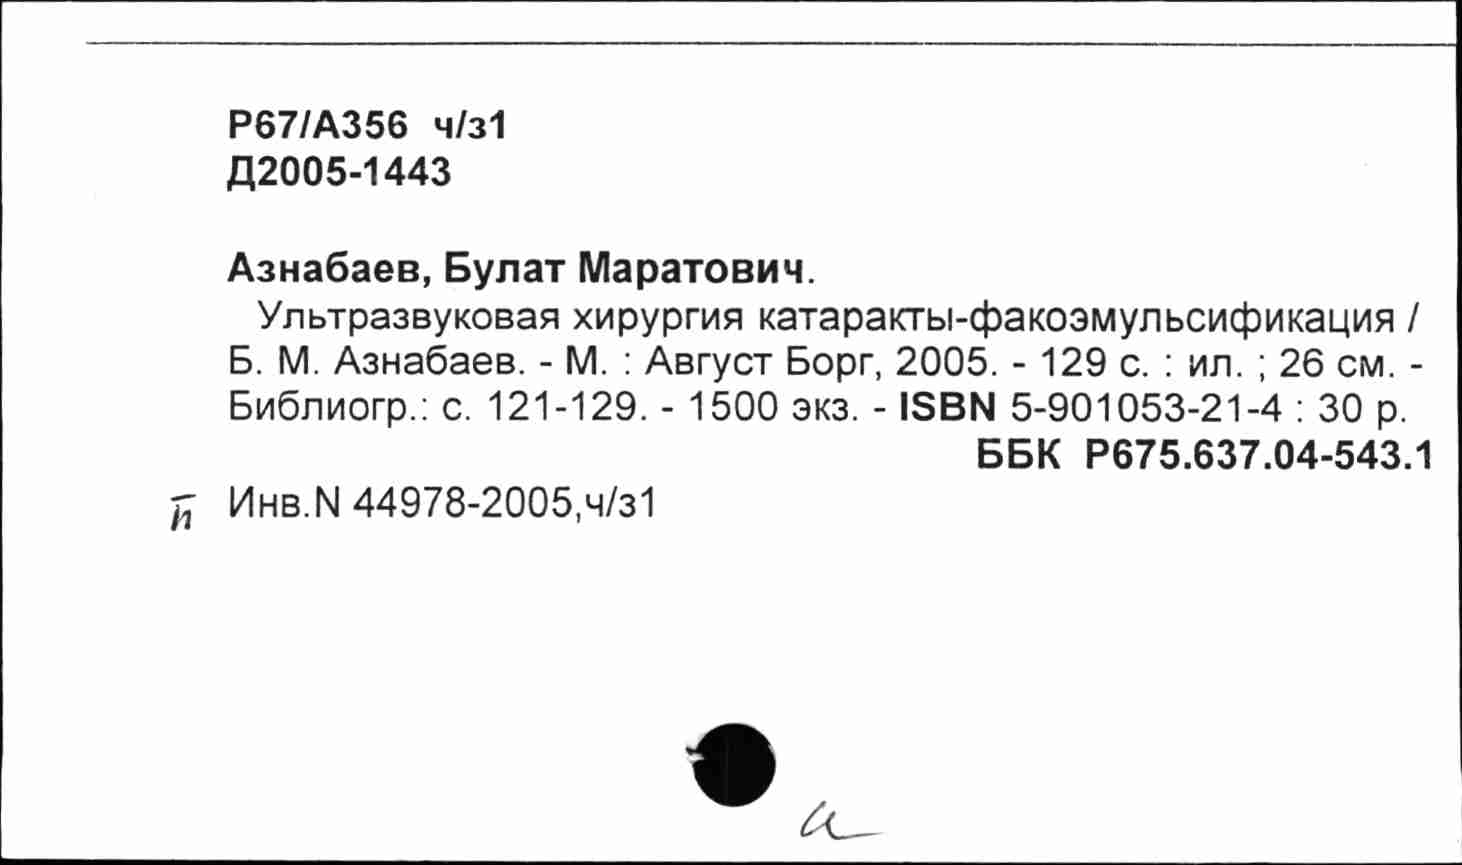 Р67/А356 ч/з1
Д2005-1443
Азнабаев, Булат Маратович.
Ультразвуковая хирургия катаракты-факоэмульсификация /
Б. М. Азнабаев. - М. : Август Борг, 2005. - 129 с. : ил. ; 26 см. -
Библиогр.: с. 121-129. - 1500 экз. - ISBN 5-901053-21-4 : 30 р.
ББК Р675.637.04-543.1
Инв.N 44978-2005,ч/з1